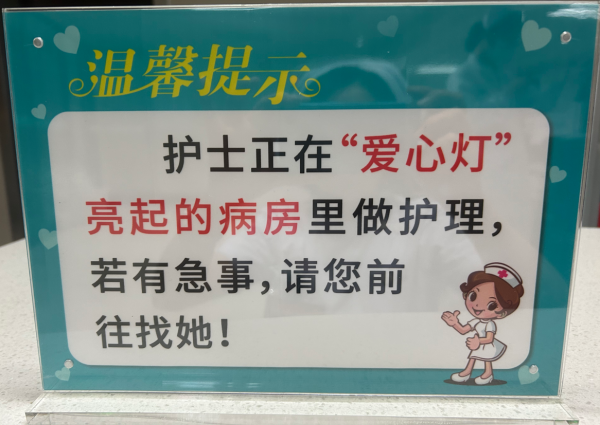 温馨提示
护士正在“爱心灯”
亮起的病房里做护理，
若有急事，请您前
往找她！